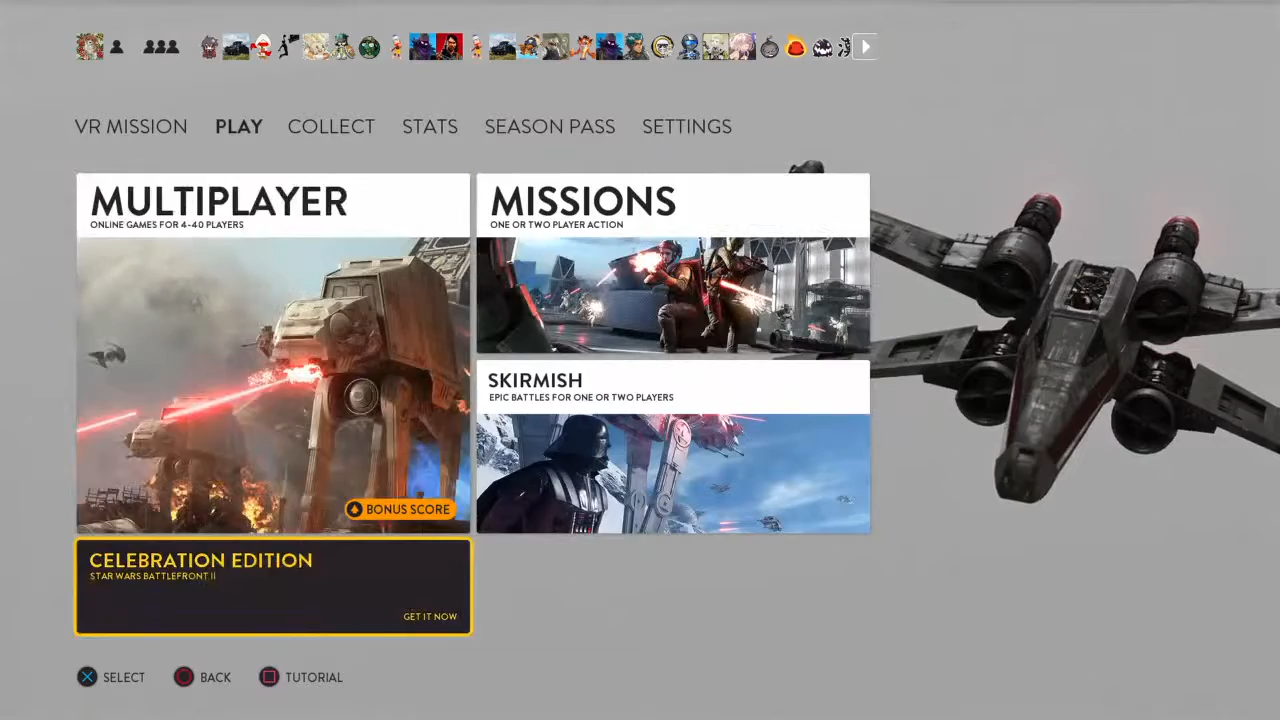 VR MISSION PLAY COLLECT STATS SEASON PASS SETTINGS
MULTIPLAYER
ONLINE GAMES FOR 4-40 PLAYERS
MISSIONS
ONE OR TWO PLAYER ACTION
SKIRMISH
EPIC BATTLES FOR ONE OR TWO PLAYERS
BONUS SCORE
CELEBRATION EDITION
STAR WARS BATTLEFRONT II
GET IT NOW
SELECT BACK TUTORIAL